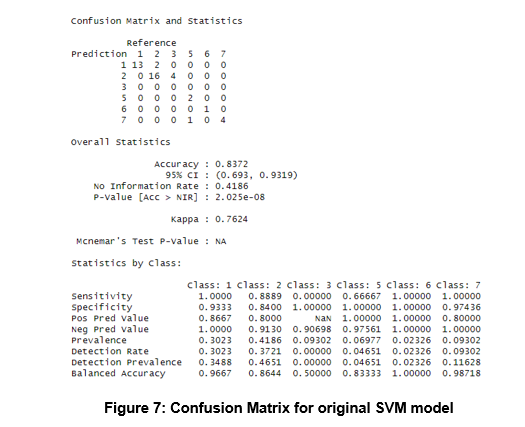 Confusion Matrix and Statistics
Reference
Prediction 1 2 3 5 6 7
1 13 2 0 0 0 0
2 0 16 4 0 0 0
3 0 0 0 0 0 0
5 0 0 0 2 0 0
6 0 0 0 0 1 0
7 0 0 0 1 0 4
Overall Statistics
Accuracy : 0.8372
95% CI : (0.693, 0.9319)
No Information Rate : 0.4186
P-Value [Acc > NIR] : 2.025e-08
Kappa : 0.7624
Mcnemar's Test P-Value : NA
Statistics by Class:
Class: 1 Class: 2 Class: 3 Class: 5 Class: 6 Class: 7
Sensitivity 1.0000 0.8889 0.00000 0.66667 1.00000 1.00000
Specificity 0.9333 0.8400 1.00000 1.00000 1.00000 0.97436
Pos Pred Value 0.8667 0.8000 NaN 1.00000 1.00000 0.80000
Neg Pred Value 1.0000 0.9130 0.90698 0.97561 1.00000 1.00000
Prevalence 0.3023 0.4186 0.09302 0.06977 0.02326 0.09302
Detection Rate 0.3023 0.3721 0.00000 0.04651 0.02326 0.09302
Detection Prevalence 0.3488 0.4651 0.00000 0.04651 0.02326 0.11628
Balanced Accuracy 0.9667 0.8644 0.50000 0.83333 1.00000 0.98718
Figure 7: Confusion Matrix for original SVM model